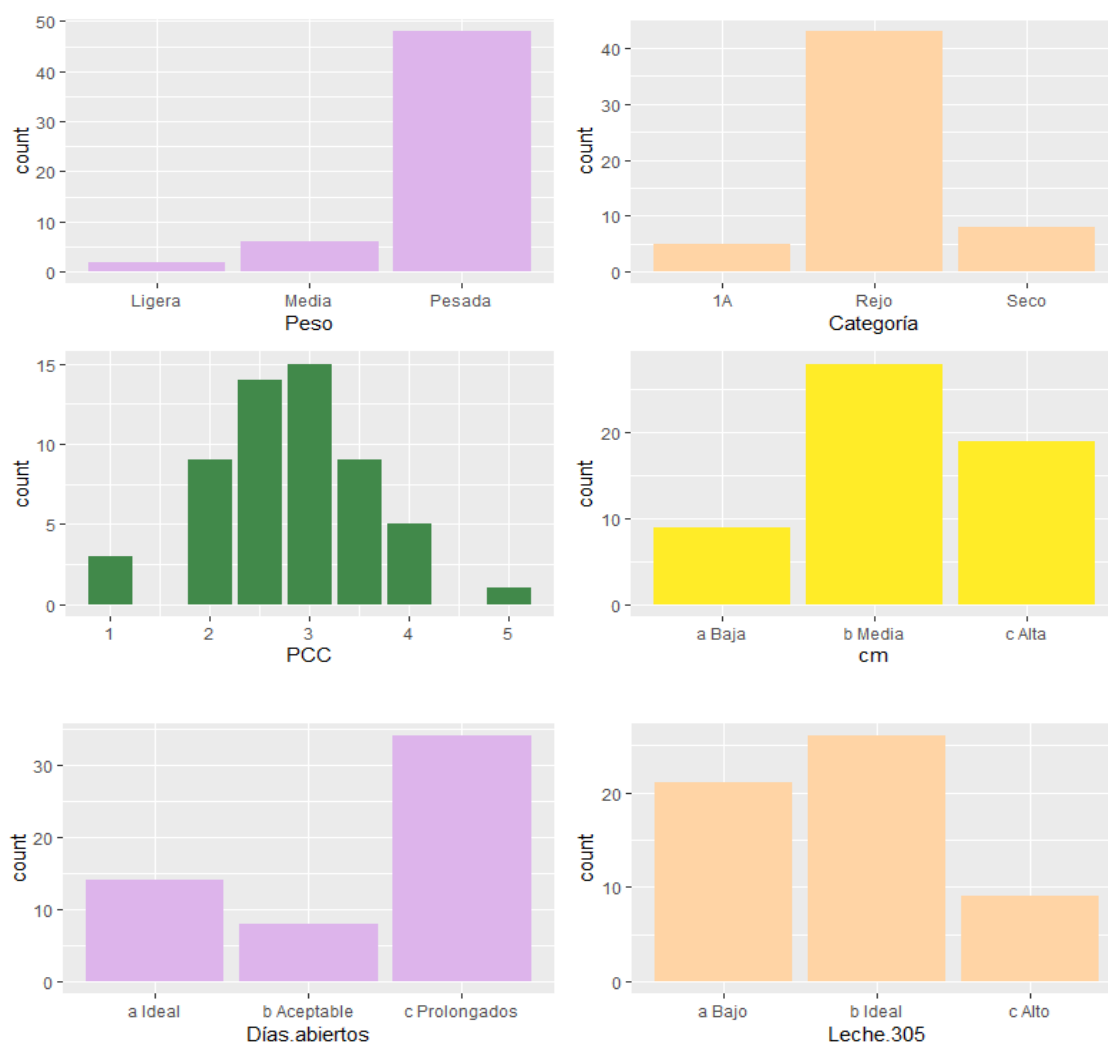 count
50
40
30
20
10
0
Ligera Media Pesada
Peso
count
40
30
20
10
0
1A Rejo Seco
Categoría
count
15
10
5
0
1 2 3 4 5
PCC
count
20
10
0
a Baja b Media c Alta
cm
count
30
20
10
0
a Ideal b Aceptable c Prolongados
Días.abiertos
count
20
10
0
a Bajo b Ideal c Alto
Leche.305